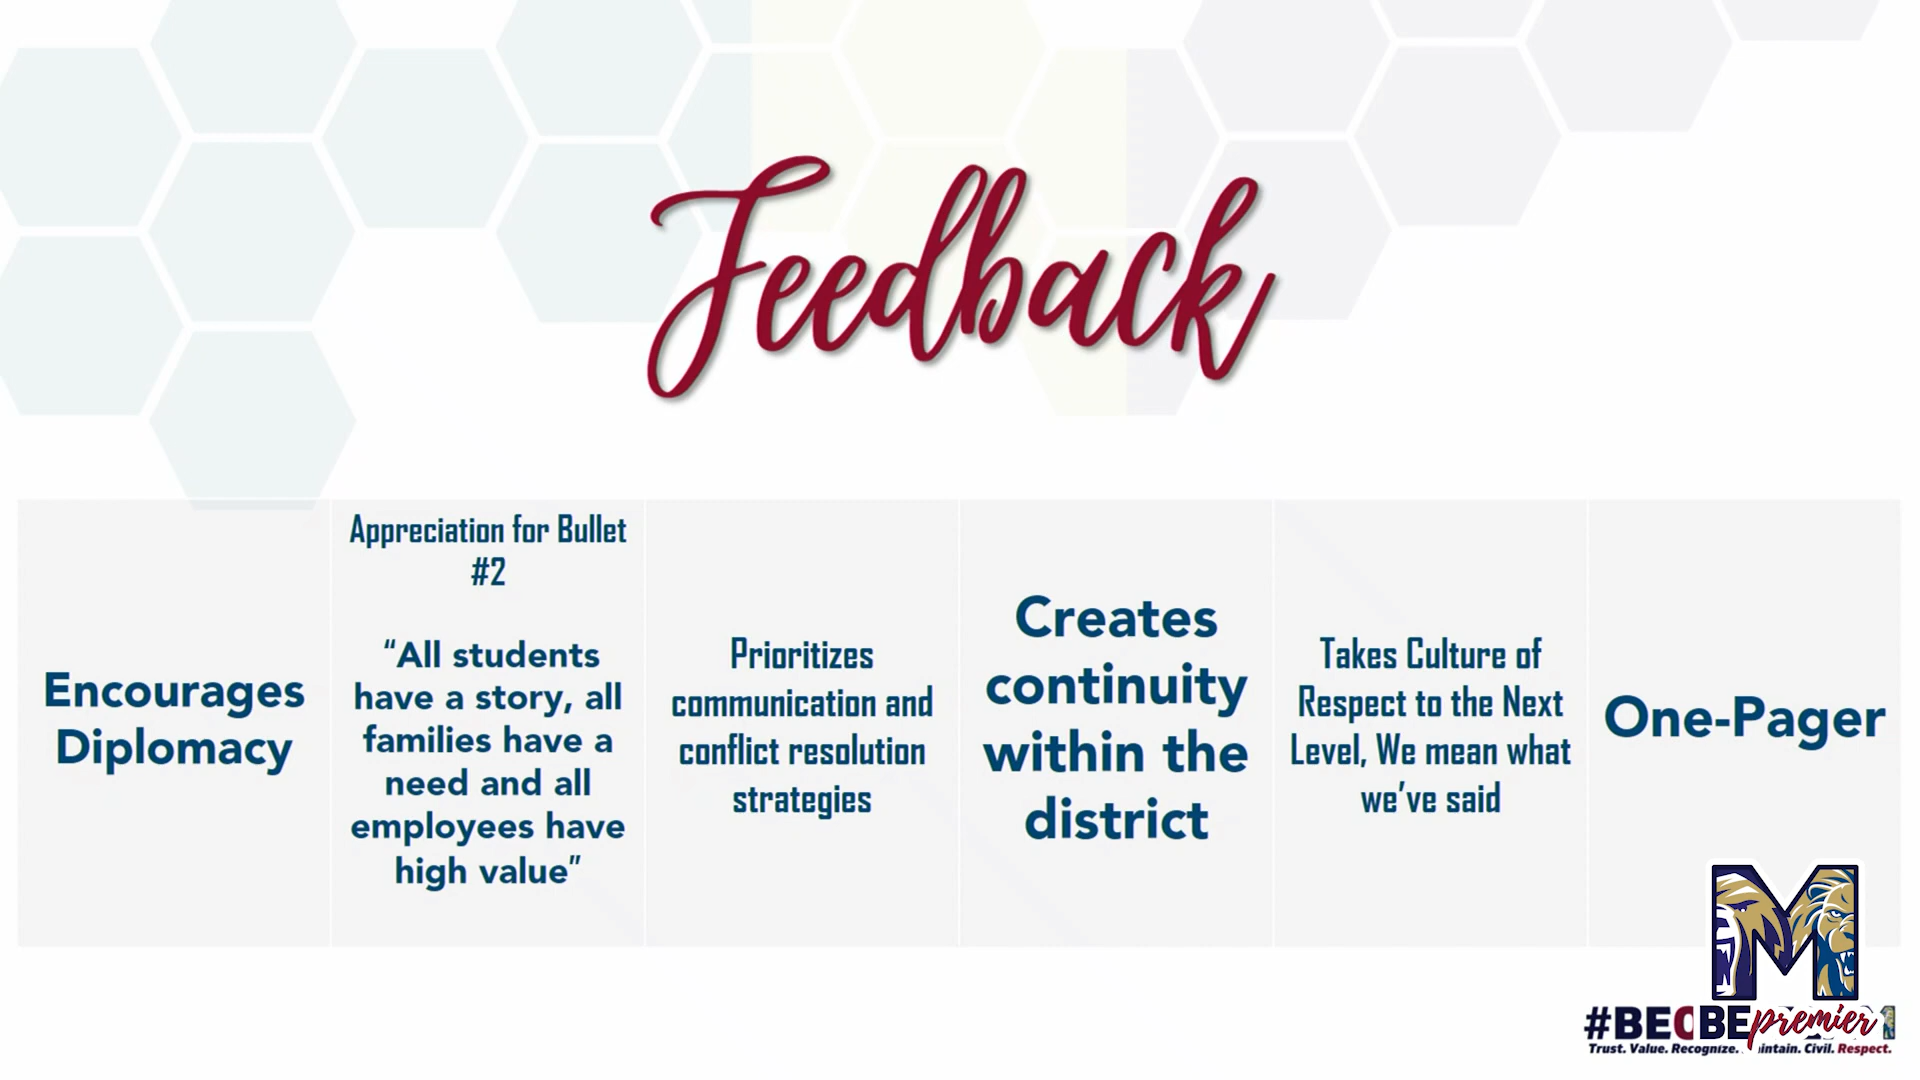 Feedback
Encourages
Diplomacy
Appreciation for Bullet
#2
“All students
have a story, all
families have a
need and all
employees have
high value”
Prioritizes
communication and
conflict resolution
strategies
Creates
continuity
within the
district
Takes Culture of
Respect to the Next
Level, We mean what
we’ve said
One-Pager
M
BE premier
Trust. Value. Recognize. Civil. Respect.